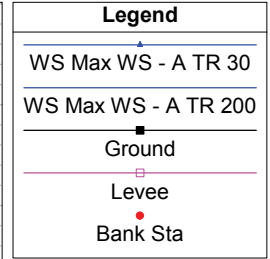 Legend
WS Max WS - A TR 30
WS Max WS - A TR 200
Ground
Levee
Bank Sta